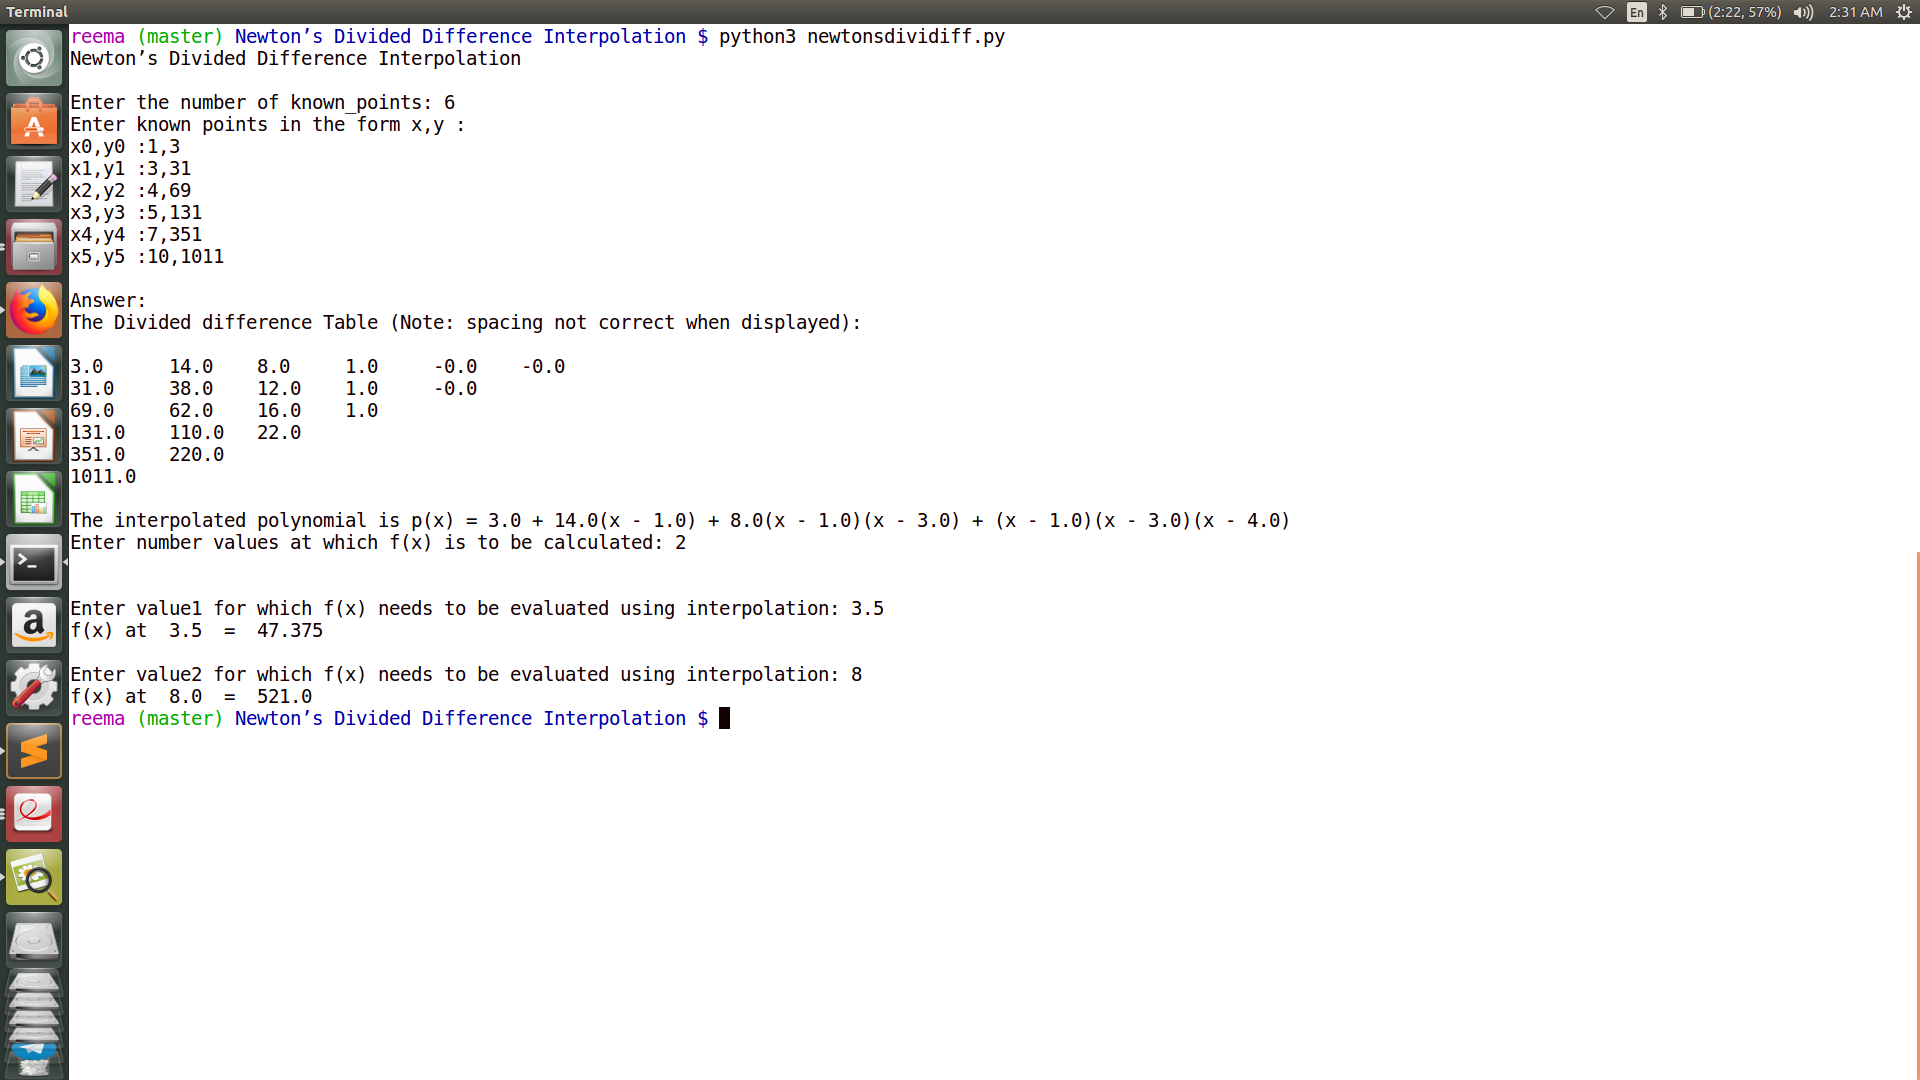 Terminal
En (2:22, 57%) 2:31 AM
reema (master) Newton’s Divided Difference Interpolation $ python3 newtonsdividiff.py
Newton’s Divided Difference Interpolation
Enter the number of known_points: 6
Enter known points in the form x,y :
x0,y0 :1,3
x1,y1 :3,31
x2,y2 :4,69
x3,y3 :5,131
x4,y4 :7,351
x5,y5 :10,1011
Answer:
The Divided difference Table (Note: spacing not correct when displayed):
3.0 14.0 8.0 1.0 -0.0 -0.0
31.0 38.0 12.0 1.0 -0.0
69.0 62.0 16.0 1.0
131.0 110.0 22.0
351.0 220.0
1011.0
The interpolated polynomial is p(x) = 3.0 + 14.0(x - 1.0) + 8.0(x - 1.0)(x - 3.0) + (x - 1.0)(x - 3.0)(x - 4.0)
Enter number values at which f(x) is to be calculated: 2
Enter value1 for which f(x) needs to be evaluated using interpolation: 3.5
f(x) at 3.5 = 47.375
Enter value2 for which f(x) needs to be evaluated using interpolation: 8
f(x) at 8.0 = 521.0
reema (master) Newton’s Divided Difference Interpolation $